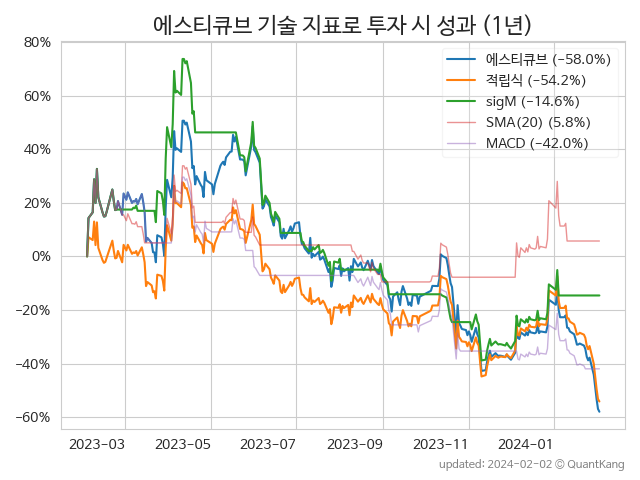 에스티큐브 기술 지표로 투자 시 성과 (1년)
80%
60%
40%
20%
0%
−20%
−40%
−60%
에스티큐브 (−58.0%)
적립식 (−54.2%)
sigM (−14.6%)
SMA(20) (5.8%)
MACD (−42.0%)
2023-03
2023-05
2023-07
2023-09
2023-11
2024-01
updated: 2024-02-02 © QuantKang